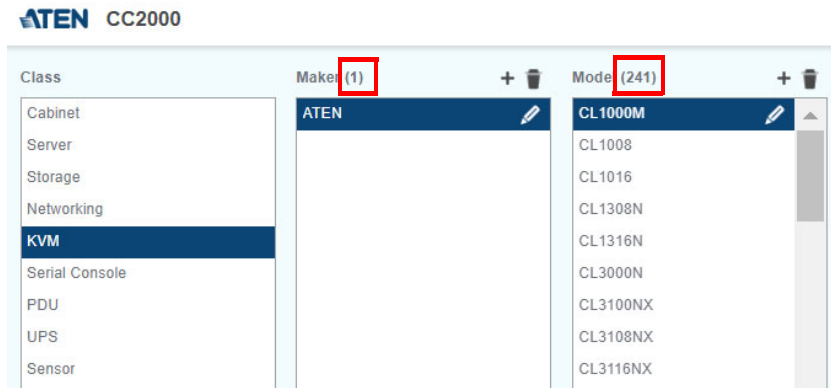 ATEN CC2000
Class
Cabinet
Server
Storage
Networking
KVM
Serial Console
PDU
UPS
Sensor
Maker (1)
ATEN
Model (241)
CL1000M
CL1008
CL1016
CL1308N
CL1316N
CL3000N
CL3100NX
CL3108NX
CL3116NX